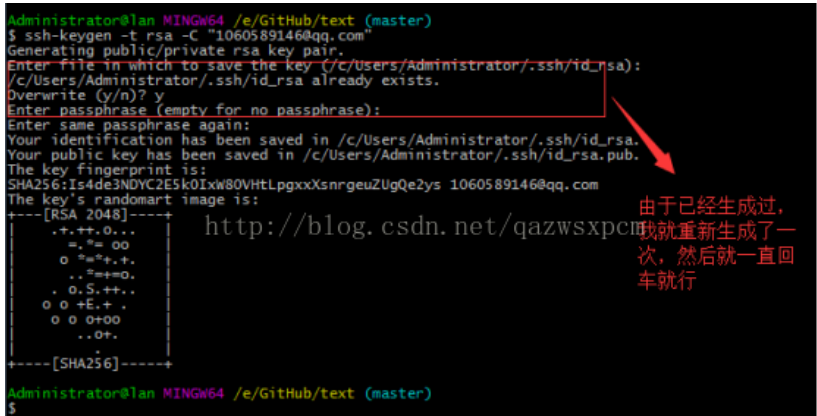 Administrator@lan MINGW64 /e/GitHub/text (master)
$ ssh-keygen -t rsa -C "1060589146@qq.com"
Generating public/private rsa key pair.
Enter file in which to save the key (/c/Users/Administrator/.ssh/id_rsa):
/c/Users/Administrator/.ssh/id_rsa already exists.
Overwrite (y/n)? y
Enter passphrase (empty for no passphrase):
Enter same passphrase again:
Your identification has been saved in /c/Users/Administrator/.ssh/id_rsa.
Your public key has been saved in /c/Users/Administrator/.ssh/id_rsa.pub.
The key fingerprint is:
SHA256:Is4de3NDYC2E5k0IxW8OVHtLpgxxXsnrgeuZUgQe2ys 1060589146@qq.com
The key's randomart image is:
+---[RSA 2048]----+
|    .+.++.o...   |
|      =.*= oo    |
|     o *=*+.+.   |
|      ..*=+=o.   |
|    . o.S.++..   |
|   o o +E.+ .    |
|    o o o+oo     |
|       ..o+.     |
|         .       |
+----[SHA256]-----+
由于已经生成过，
我就重新生成了一
次，然后就一直回
车就行
http://blog.csdn.net/qazwsxpcm
Administrator@lan MINGW64 /e/GitHub/text (master)
$